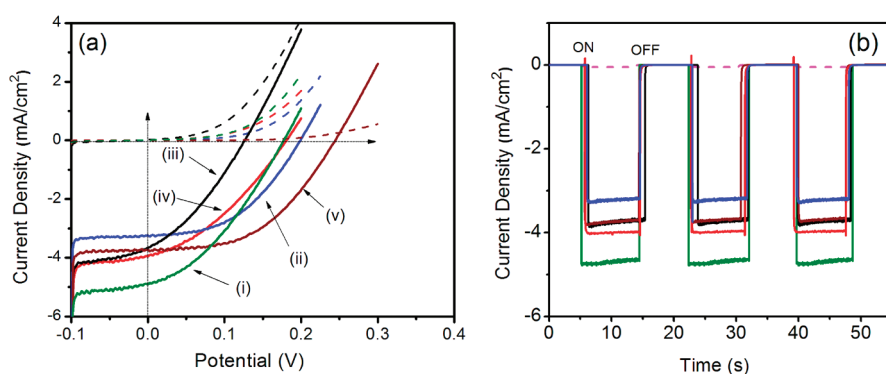 (a)
Current Density (mA/cm²)
4
2
0
-2
-4
-6
(iii)
(iv)
(v)
(ii)
(i)
-0.1
0.0
0.1
0.2
0.3
0.4
Potential (V)
(b)
ON
OFF
Current Density (mA/cm²)
0
-2
-4
-6
0
10
20
30
40
50
Time (s)